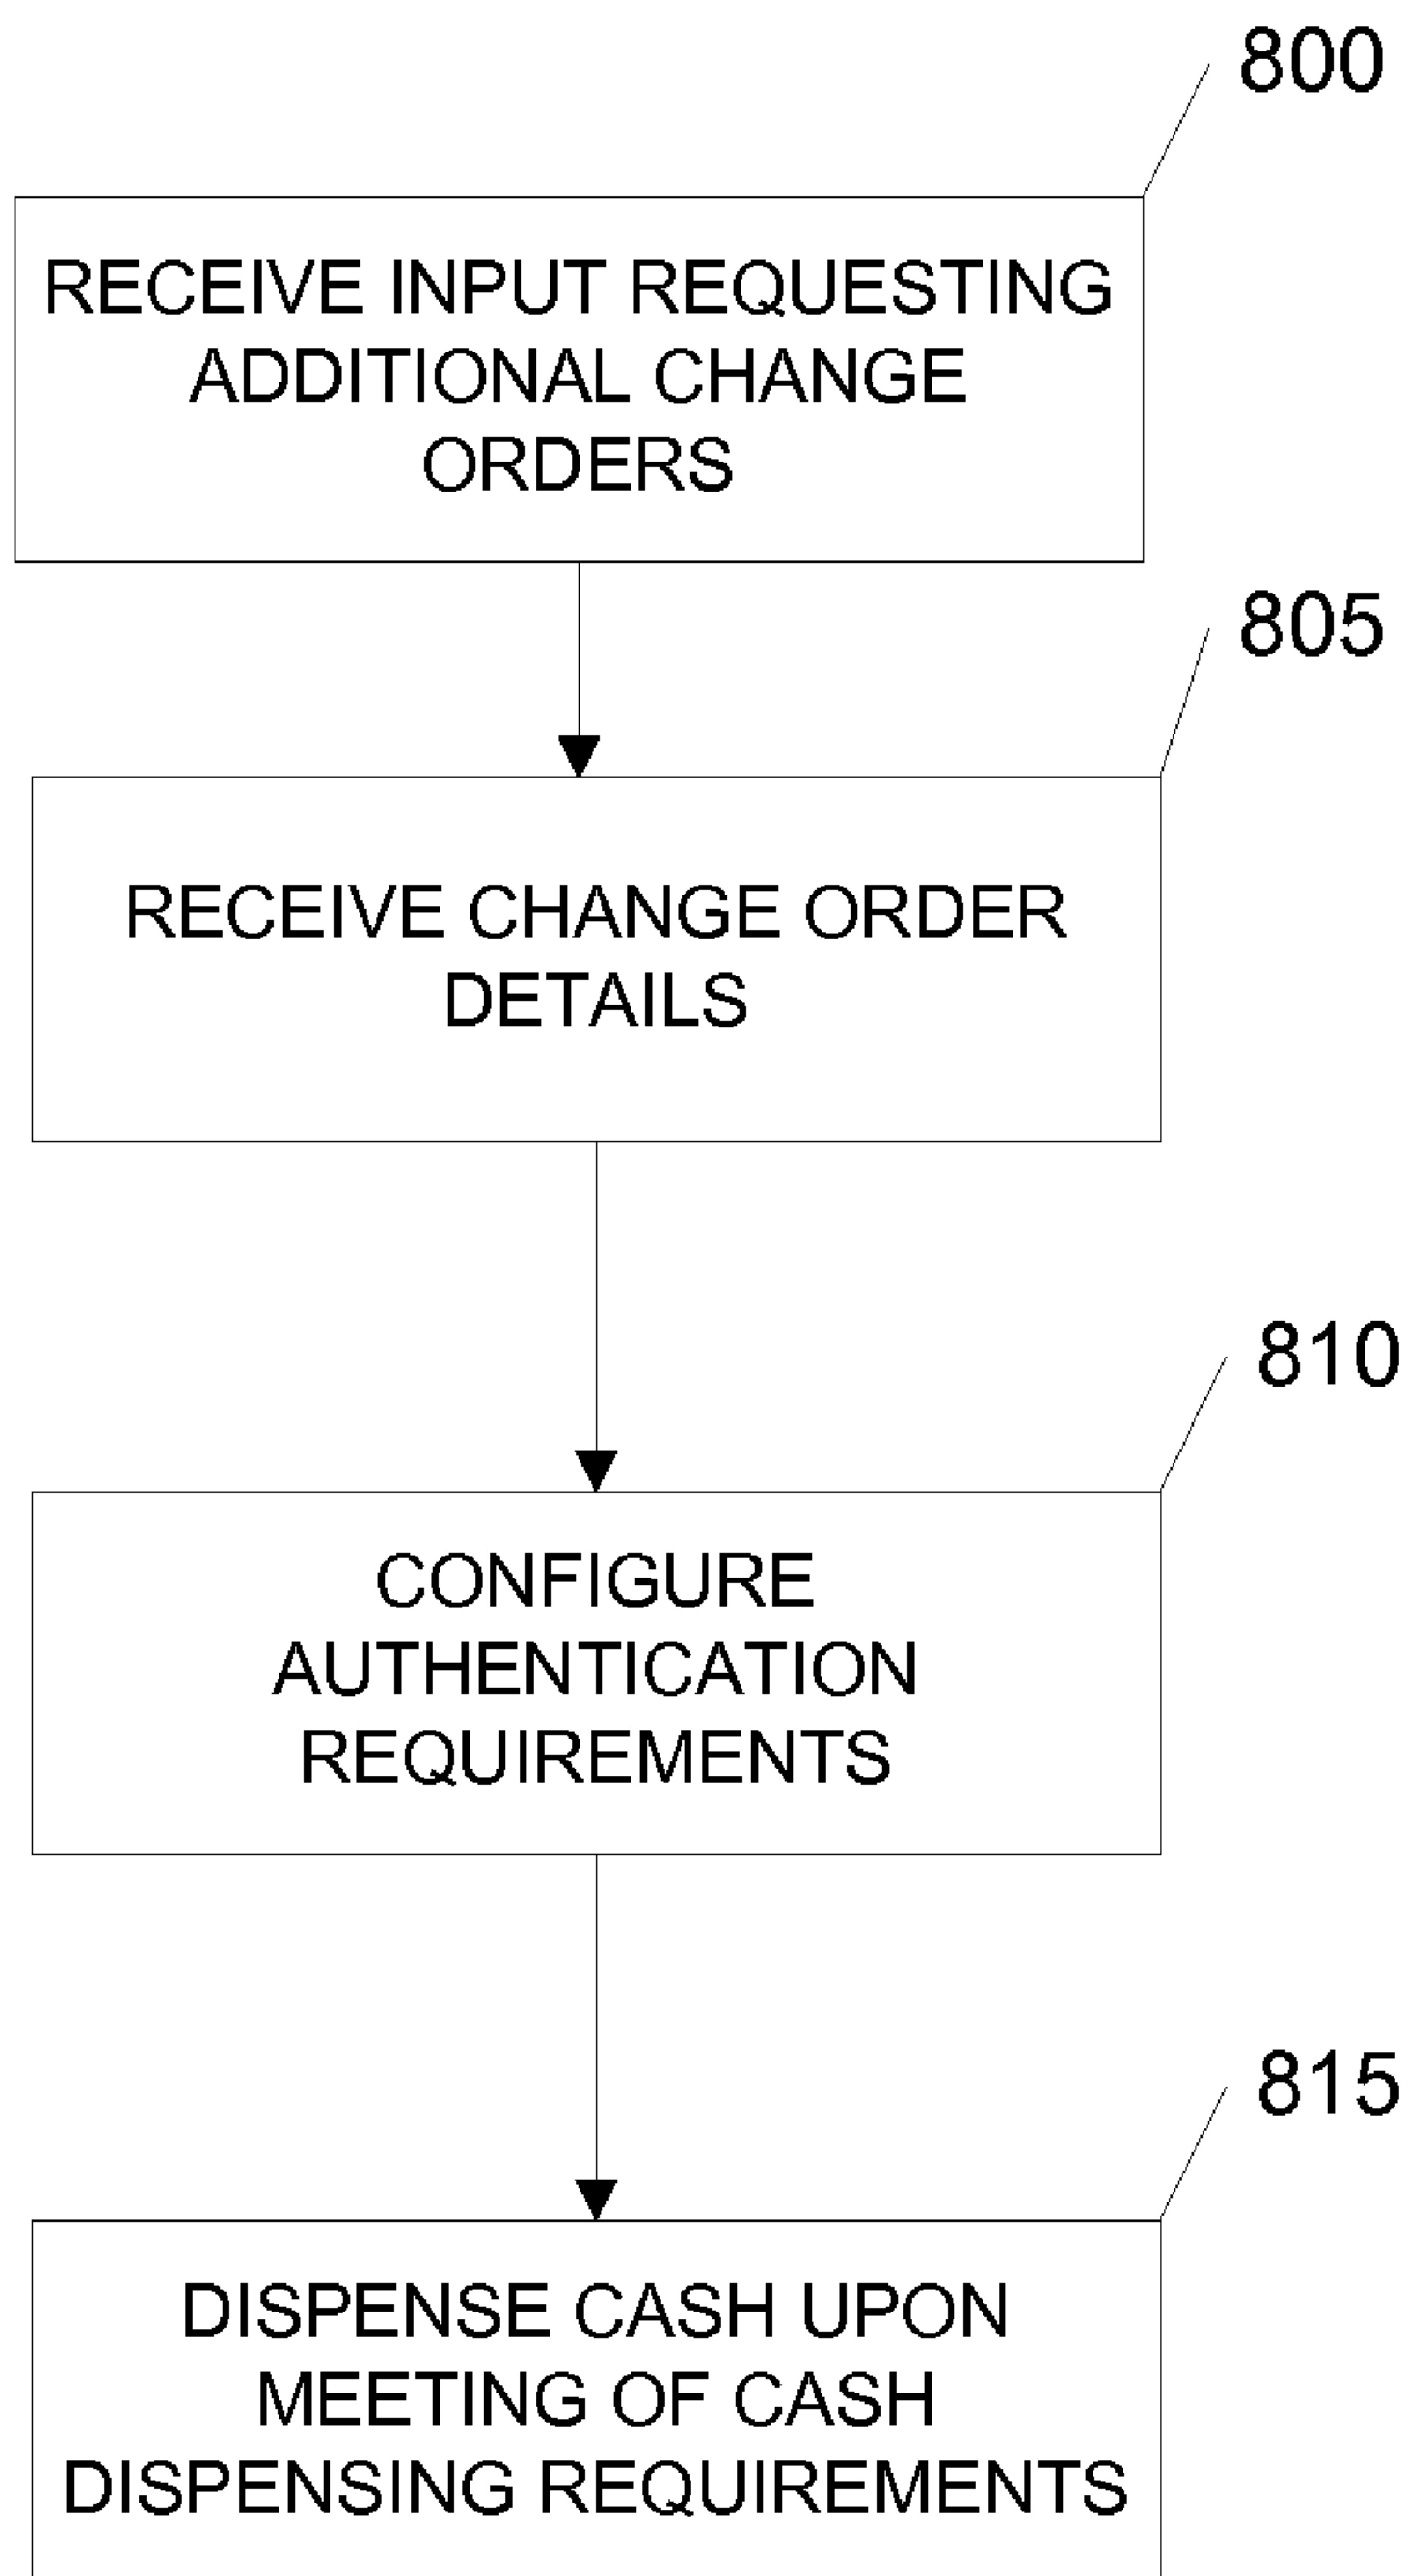 800
RECEIVE INPUT REQUESTING
ADDITIONAL CHANGE
ORDERS
805
RECEIVE CHANGE ORDER
DETAILS
810
CONFIGURE
AUTHENTICATION
REQUIREMENTS
815
DISPENSE CASH UPON
MEETING OF CASH
DISPENSING REQUIREMENTS